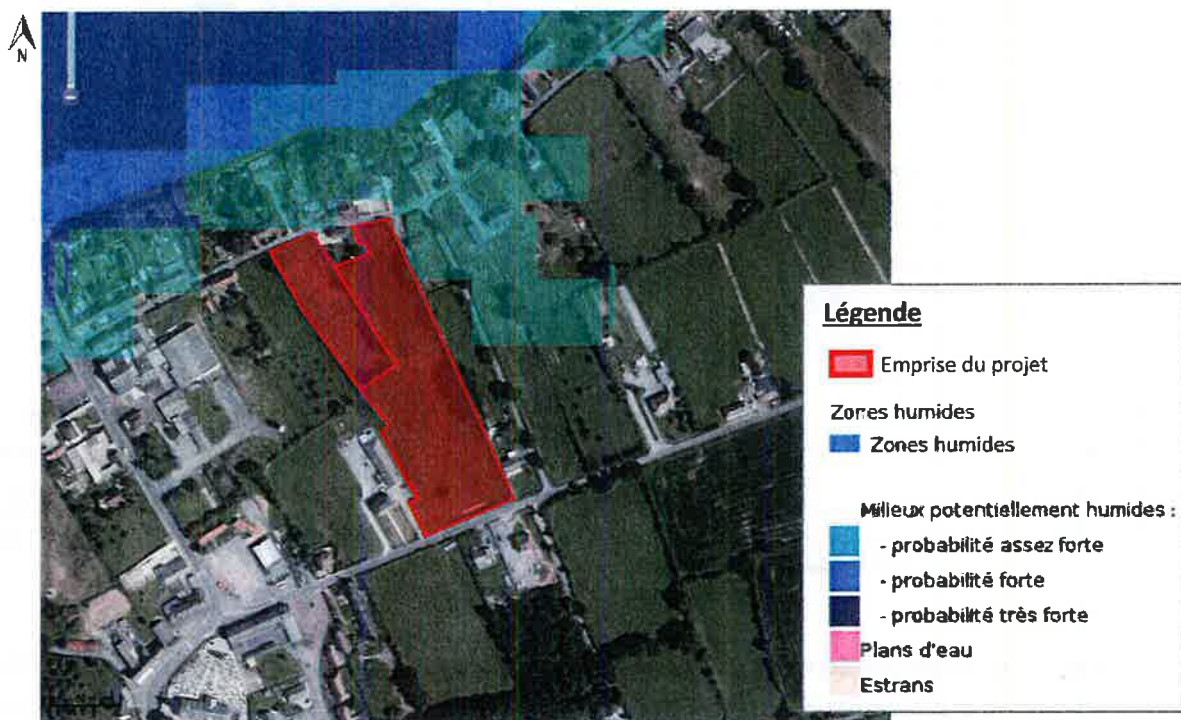 N
Légende
Emprise du projet
Zones humides
Zones humides
Milieux potentiellement humides :
- probabilité assez forte
- probabilité forte
- probabilité très forte
Plans d'eau
Estrans